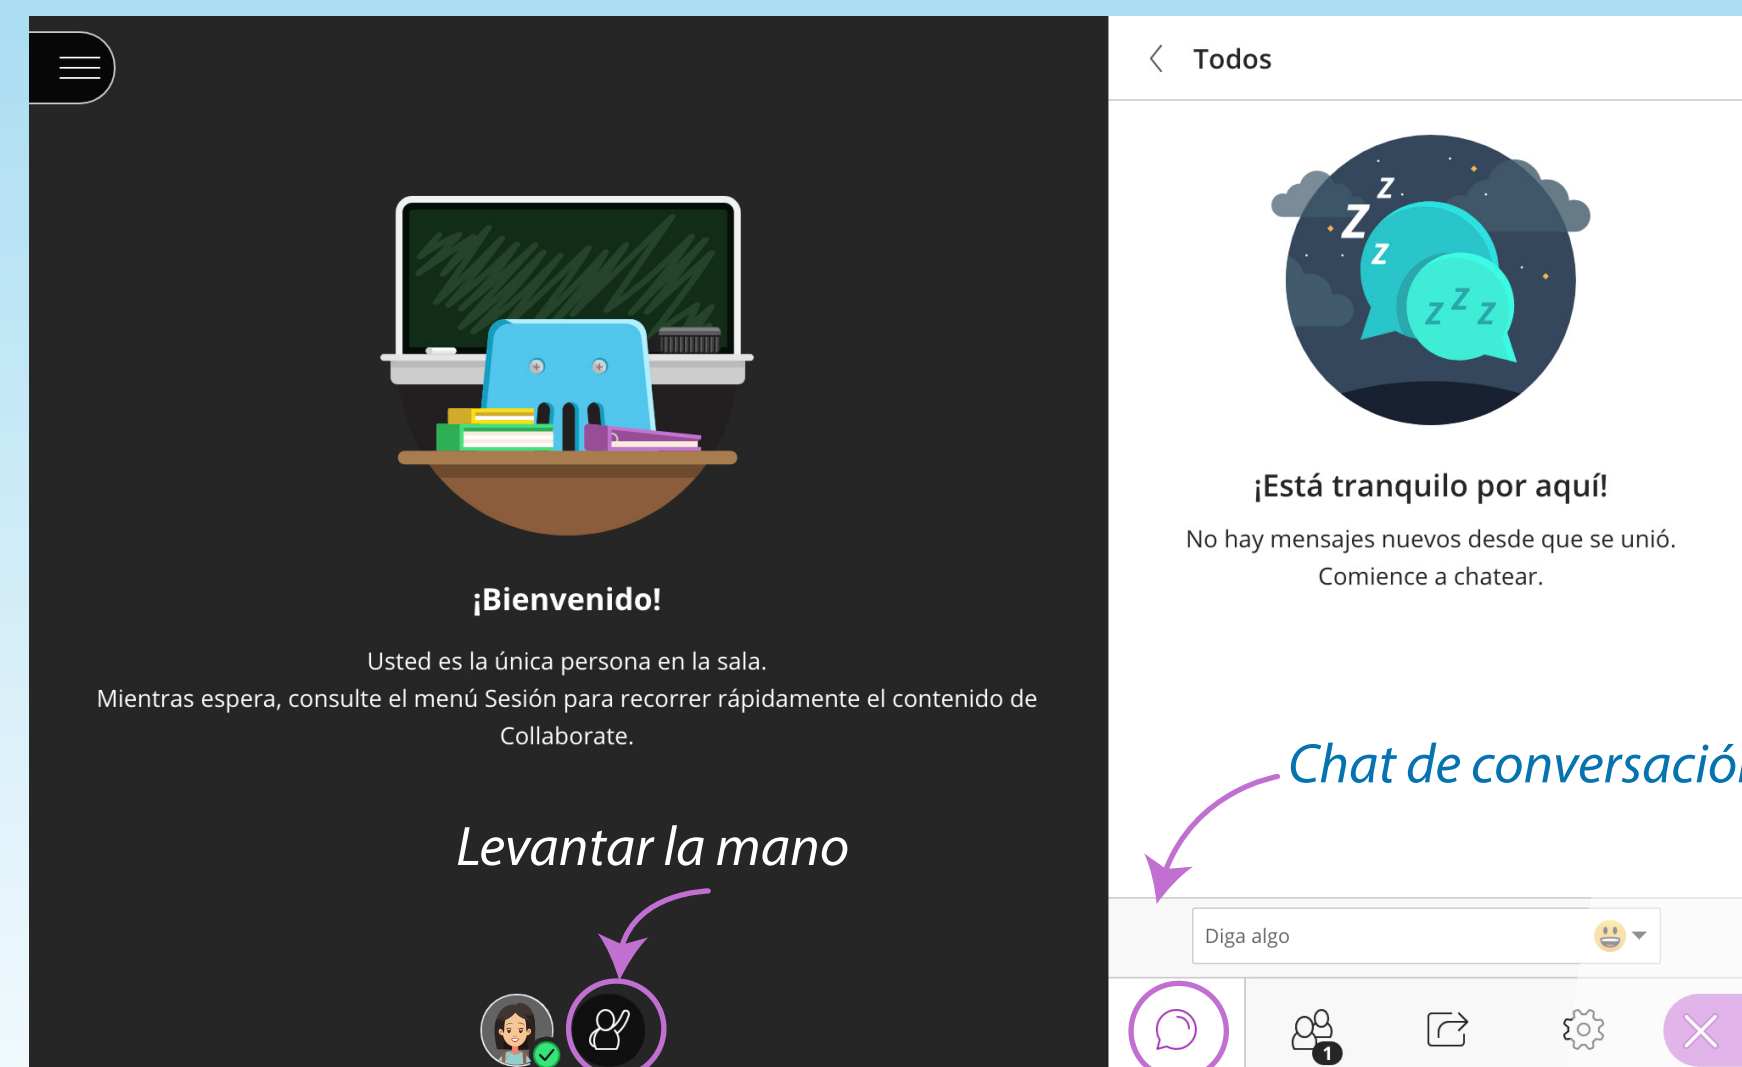 Todos
Z
Z
Z
Z Z Z
¡Está tranquilo por aquí!
No hay mensajes nuevos desde que se unió.
Comience a chatear.
¡Bienvenido!
Usted es la única persona en la sala.
Mientras espera, consulte el menú Sesión para recorrer rápidamente el contenido de
Collaborate.
Chat de conversación
Levantar la mano
Diga algo
1